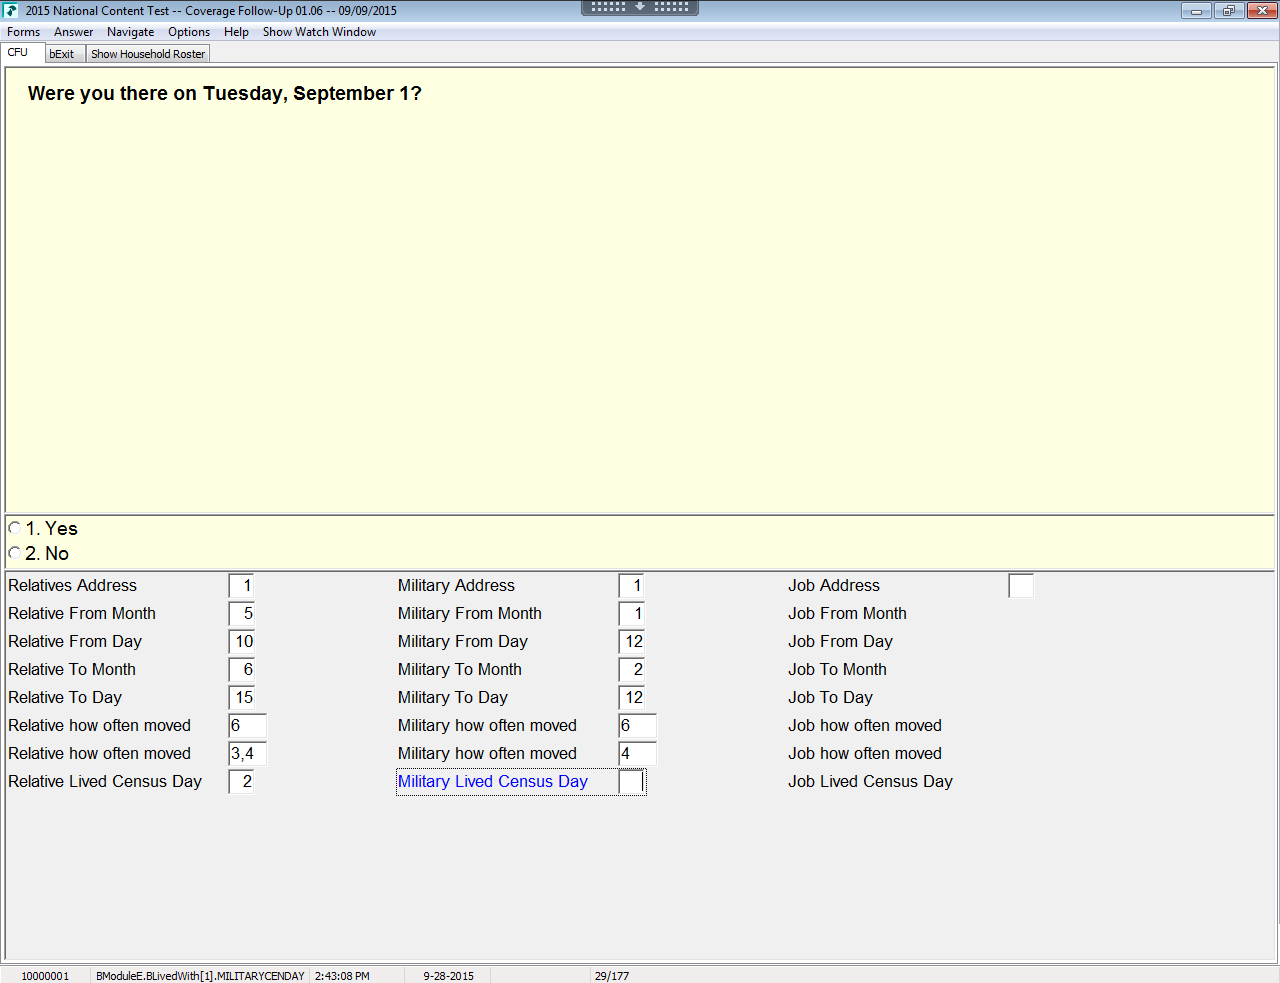 2015 National Content Test -- Coverage Follow-Up 01.06 -- 09/09/2015
Forms Answer Navigate Options Help Show Watch Window
CFU bExit Show Household Roster
Were you there on Tuesday, September 1?
1. Yes
2. No
Relatives Address 1 Military Address 1 Job Address
Relative From Month 5 Military From Month 1 Job From Month
Relative From Day 10 Military From Day 12 Job From Day
Relative To Month 6 Military To Month 2 Job To Month
Relative To Day 15 Military To Day 12 Job To Day
Relative how often moved 6 Military how often moved 6 Job how often moved
Relative how often moved 3,4 Military how often moved 4 Job how often moved
Relative Lived Census Day 2 Military Lived Census Day Job Lived Census Day
10000001 BModuleE.BLivedWith[1].MILITARYCENDAY 2:43:08 PM 9-28-2015 29/177